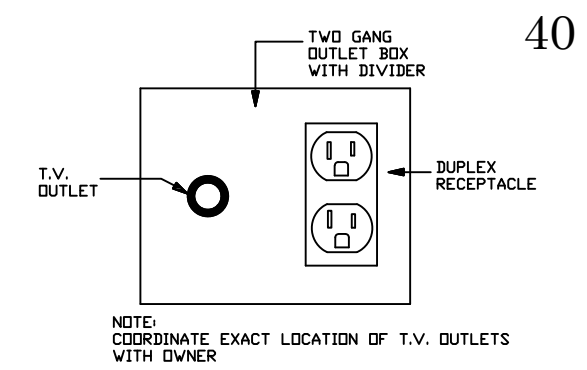 40
TWO GANG
OUTLET BOX
WITH DIVIDER
T.V.
OUTLET
DUPLEX
RECEPTACLE
NOTE:
COORDINATE EXACT LOCATION OF T.V. OUTLETS
WITH OWNER